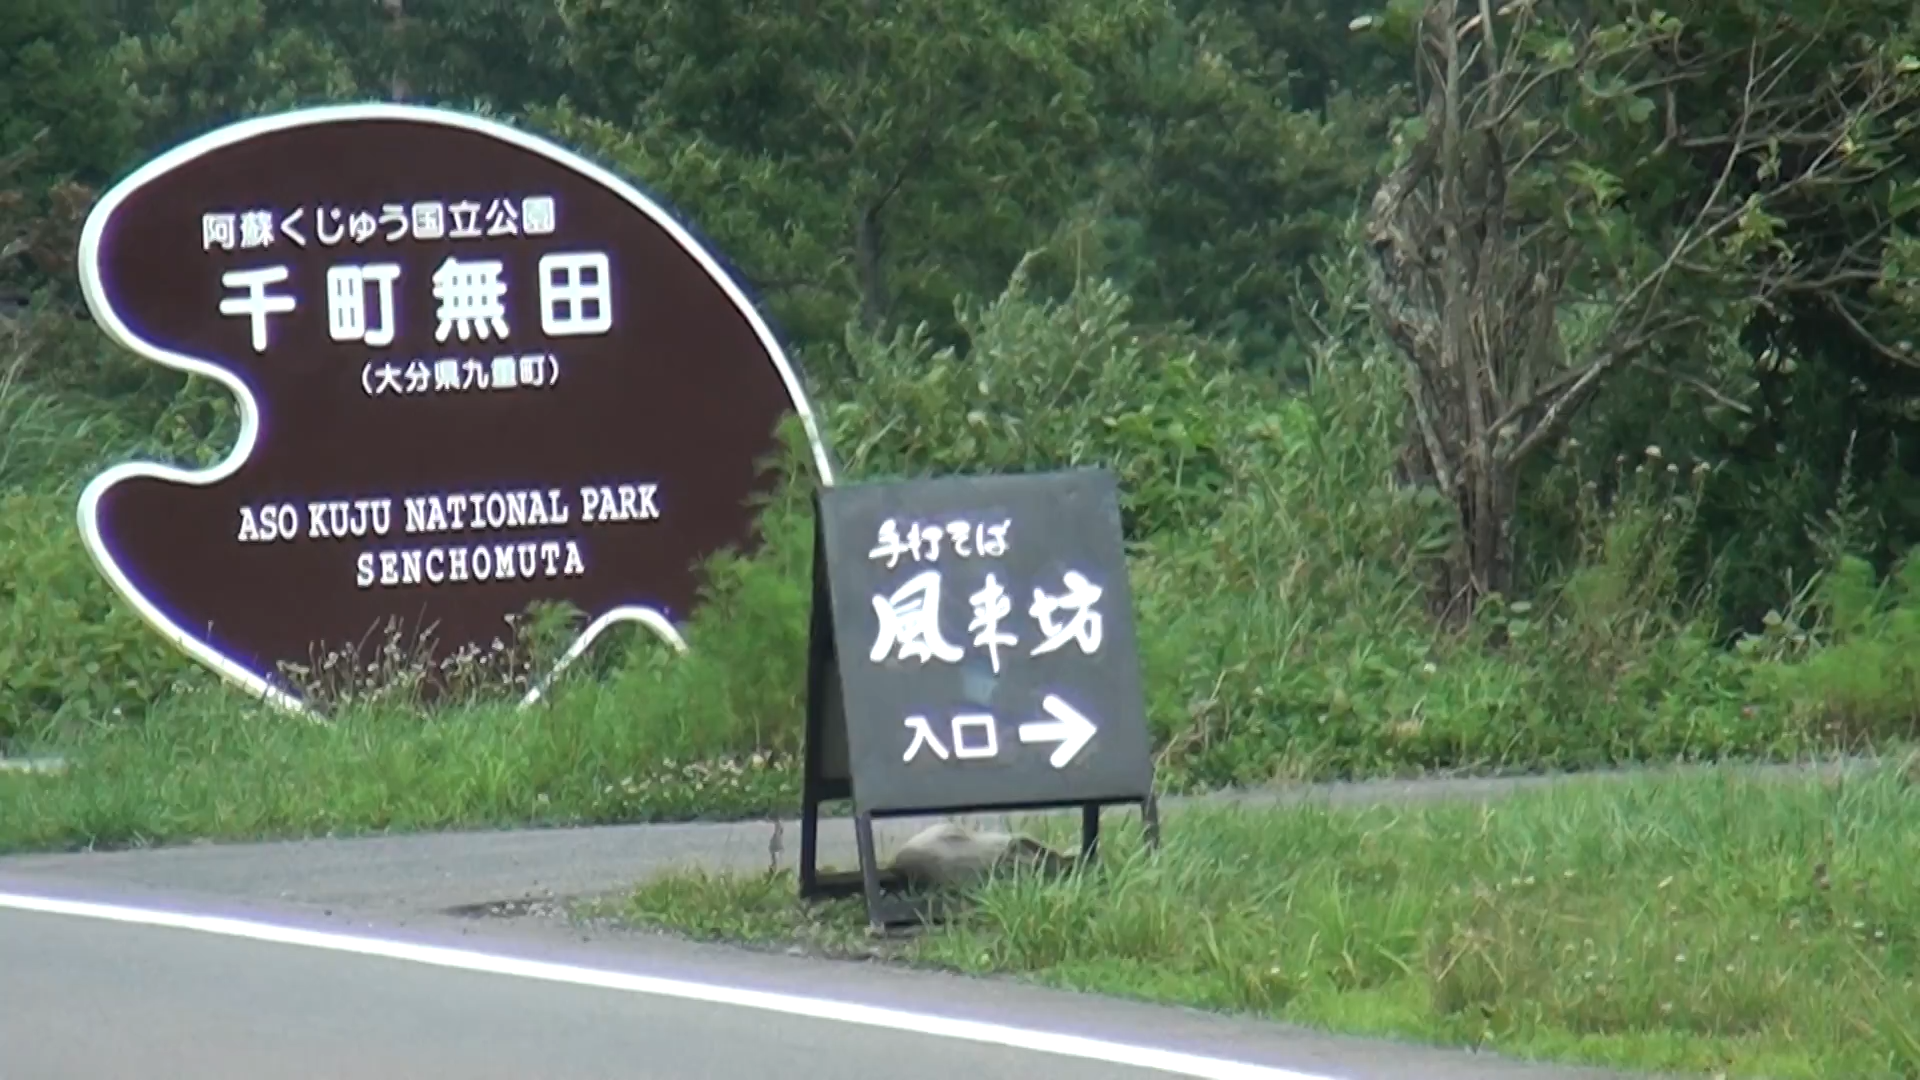 阿蘇くじゅう国立公園
千町無田
(大分県九重町)
ASO KUJU NATIONAL PARK
SENCHOMUTA
手打そば
風来坊
入口→